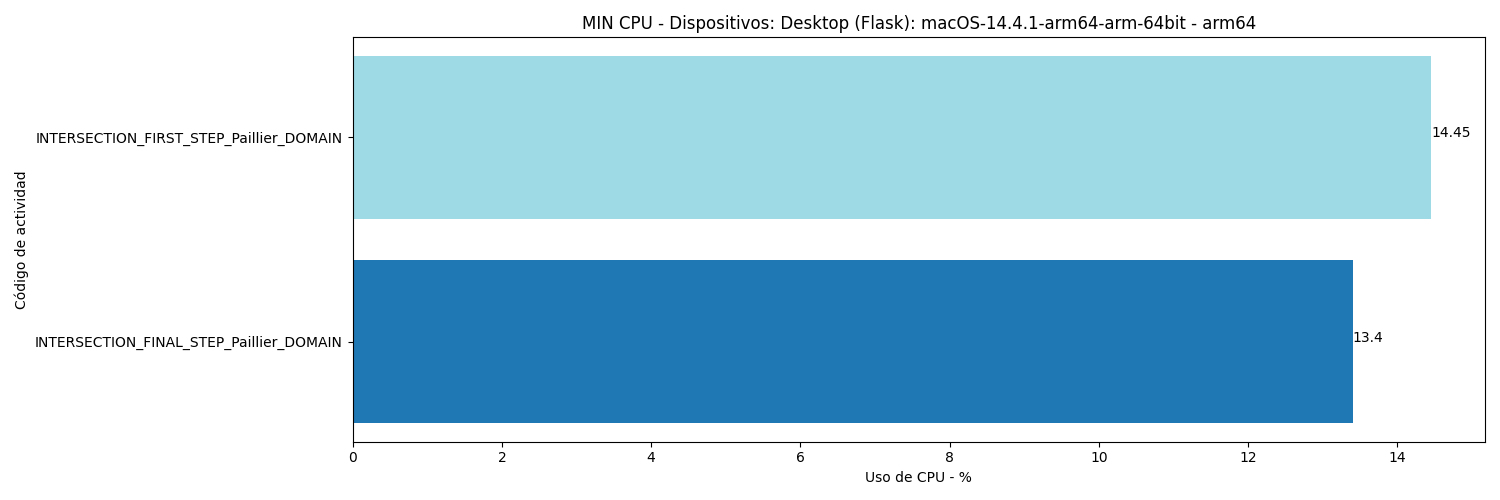 MIN CPU - Dispositivos: Desktop (Flask): macOS-14.4.1-arm64-arm-64bit - arm64
Código de actividad
INTERSECTION_FIRST_STEP_Paillier_DOMAIN
14.45
INTERSECTION_FINAL_STEP_Paillier_DOMAIN
13.4
0 2 4 6 8 10 12 14
Uso de CPU - %